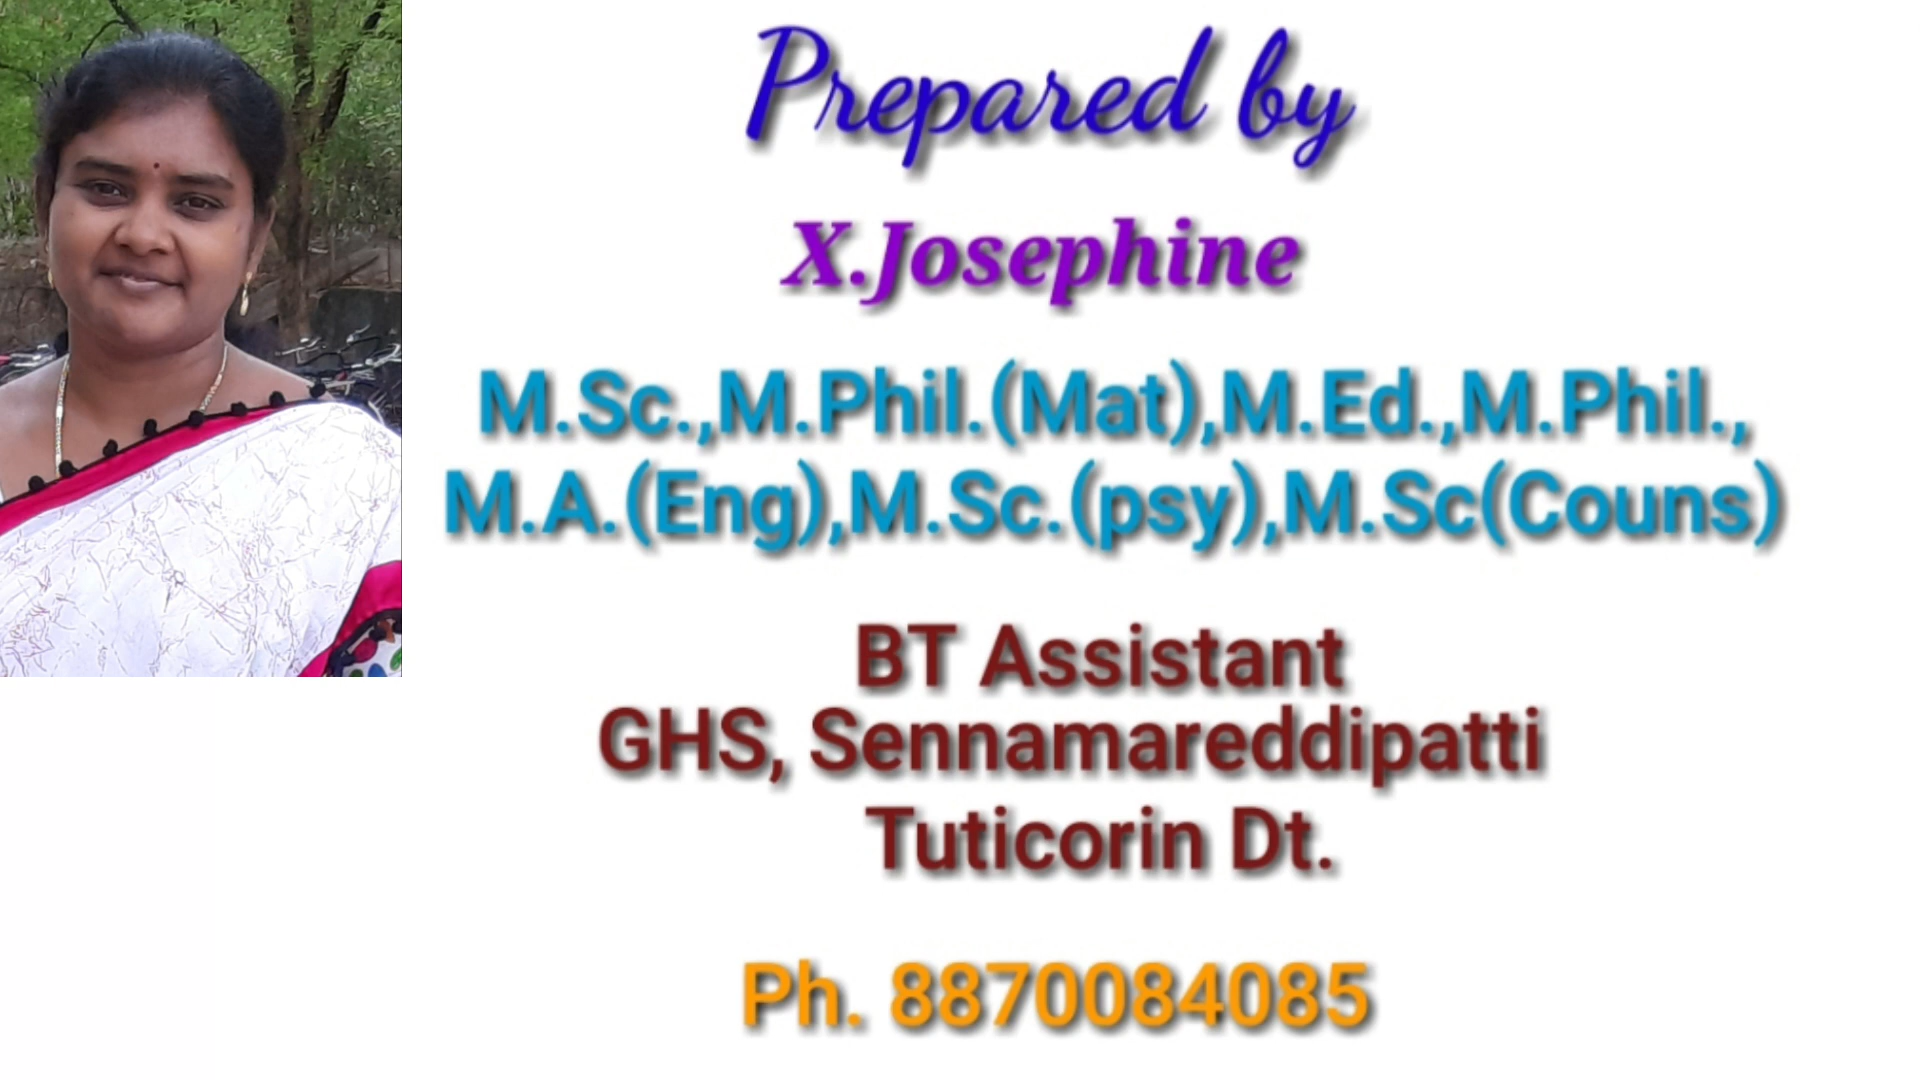 Prepared by
X.Josephine
M.Sc.,M.Phil.(Mat),M.Ed.,M.Phil.,
M.A.(Eng),M.Sc.(psy),M.Sc(Couns)
BT Assistant
GHS, Sennamareddipatti
Tuticorin Dt.
Ph. 8870084085